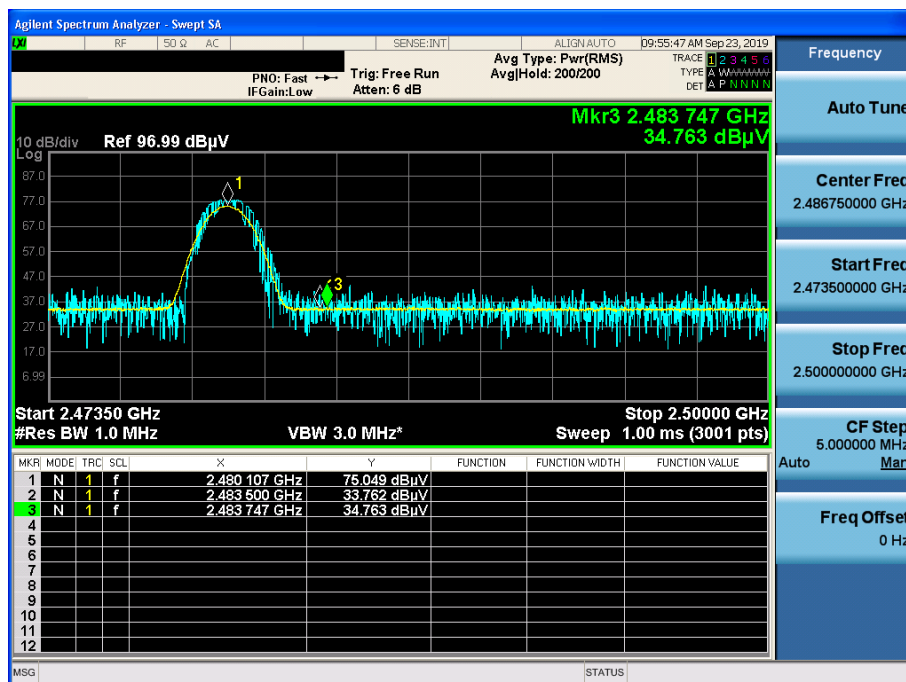 Agilent Spectrum Analyzer - Swept SA
LXI RF 50 Ω AC SENSE:INT ALIGN AUTO 09:55:47 AM Sep 23, 2019
Frequency
PNO: Fast Trig: Free Run Avg Type: Pwr(RMS) TRACE 1 2 3 4 5 6
IFGain:Low Atten: 6 dB Avg|Hold: 200/200 TYPE A WWWWW
DET A P N N N N
Auto Tune
Mkr3 2.483 747 GHz
34.763 dBµV
10 dB/div Ref 96.99 dBµV
Log
87.0
77.0
67.0
57.0
47.0
37.0
27.0
17.0
6.99
1
3
Center Freq
2.486750000 GHz
Start Freq
2.473500000 GHz
Stop Freq
2.500000000 GHz
Start 2.47350 GHz Stop 2.50000 GHz
#Res BW 1.0 MHz VBW 3.0 MHz* Sweep 1.00 ms (3001 pts)
CF Step
5.000000 MHz
Auto Man
MKR MODE TRC SCL X Y FUNCTION FUNCTION WIDTH FUNCTION VALUE
1 N 1 f 2.480 107 GHz 75.049 dBµV
2 N 1 f 2.483 500 GHz 33.762 dBµV
3 N 1 f 2.483 747 GHz 34.763 dBµV
4
5
6
7
8
9
10
11
12
Freq Offset
0 Hz
MSG STATUS